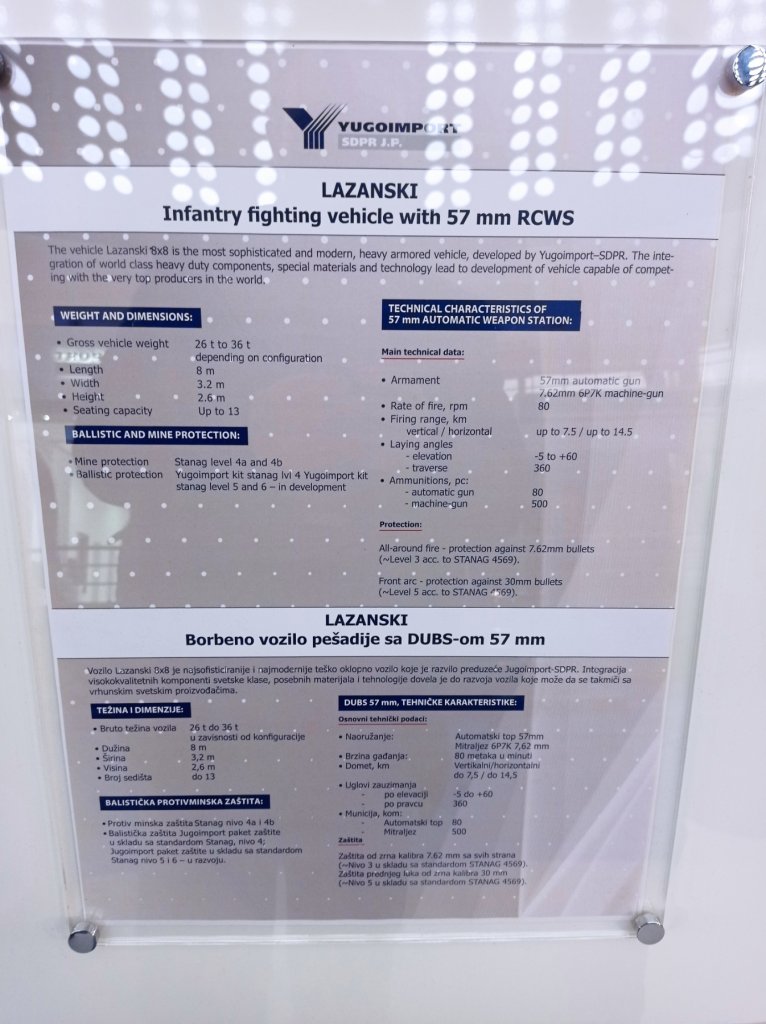 YUGOIMPORT
SDPR J.P.
LAZANSKI
Infantry fighting vehicle with 57 mm RCWS
The vehicle Lazanski 8x8 is the most sophisticated and modern, heavy armored vehicle, developed by Yugoimport–SDPR. The inte-
gration of world class heavy duty components, special materials and technology lead to development of vehicle capable of compet-
ing with the very top producers in the world.
WEIGHT AND DIMENSIONS:
• Gross vehicle weight 26 t to 36 t
depending on configuration
• Length 8 m
• Width 3.2 m
• Height 2.6 m
• Seating capacity Up to 13
BALLISTIC AND MINE PROTECTION:
• Mine protection Stanag level 4a and 4b
• Ballistic protection Yugoimport kit stanag lvl 4 Yugoimport kit
stanag level 5 and 6 – in development
TECHNICAL CHARACTERISTICS OF
57 mm AUTOMATIC WEAPON STATION:
Main technical data:
• Armament 57mm automatic gun
7.62mm 6P7K machine-gun
• Rate of fire, rpm 80
• Firing range, km
vertical / horizontal up to 7.5 / up to 14.5
• Laying angles
- elevation -5 to +60
- traverse 360
• Ammunitions, pc:
- automatic gun 80
- machine-gun 500
Protection:
All-around fire - protection against 7.62mm bullets
(~Level 3 acc. to STANAG 4569).
Front arc - protection against 30mm bullets
(~Level 5 acc. to STANAG 4569).
LAZANSKI
Borbeno vozilo pešadije sa DUBS-om 57 mm
Vozilo Lazanski 8x8 je najsofisticiranije i najmodernije teško oklopno vozilo koje je razvilo preduzeće Jugoimport-SDPR. Integracija
visokokvalitetnih komponenti svetske klase, posebnih materijala i tehnologije dovela je do razvoja vozila koje može da se takmiči sa
vrhunskim svetskim proizvođačima.
TEŽINA I DIMENZIJE:
• Bruto težina vozila 26 t do 36 t
u zavisnosti od konfiguracije
• Dužina 8 m
• Širina 3,2 m
• Visina 2,6 m
• Broj sedišta do 13
BALISTIČKA PROTIVMINSKA ZAŠTITA:
• Protiv minska zaštita Stanag nivo 4a i 4b
• Balistička zaštita Jugoimport paket zaštite
u skladu sa standardom Stanag, nivo 4;
Jugoimport paket zaštite u skladu sa standardom
Stanag nivo 5 i 6 – u razvoju.
DUBS 57 mm, TEHNIČKE KARAKTERISTIKE:
Osnovni tehnički podaci:
• Naoružanje: Automatski top 57mm
Mitraljez 6P7K 7,62 mm
• Brzina gađanja: 80 metaka u minuti
• Domet, km Vertikalni/horizontalni
do 7,5 / do 14,5
• Uglovi zauzimanja
- po elevaciji -5 do +60
- po pravcu 360
• Municija, kom:
- Automatski top 80
- Mitraljez 500
Zaštita
Zaštita od zrna kalibra 7.62 mm sa svih strana
(~Nivo 3 u skladu sa standardom STANAG 4569).
Zaštita prednjeg luka od zrna kalibra 30 mm
(~Nivo 5 u skladu sa standardom STANAG 4569).